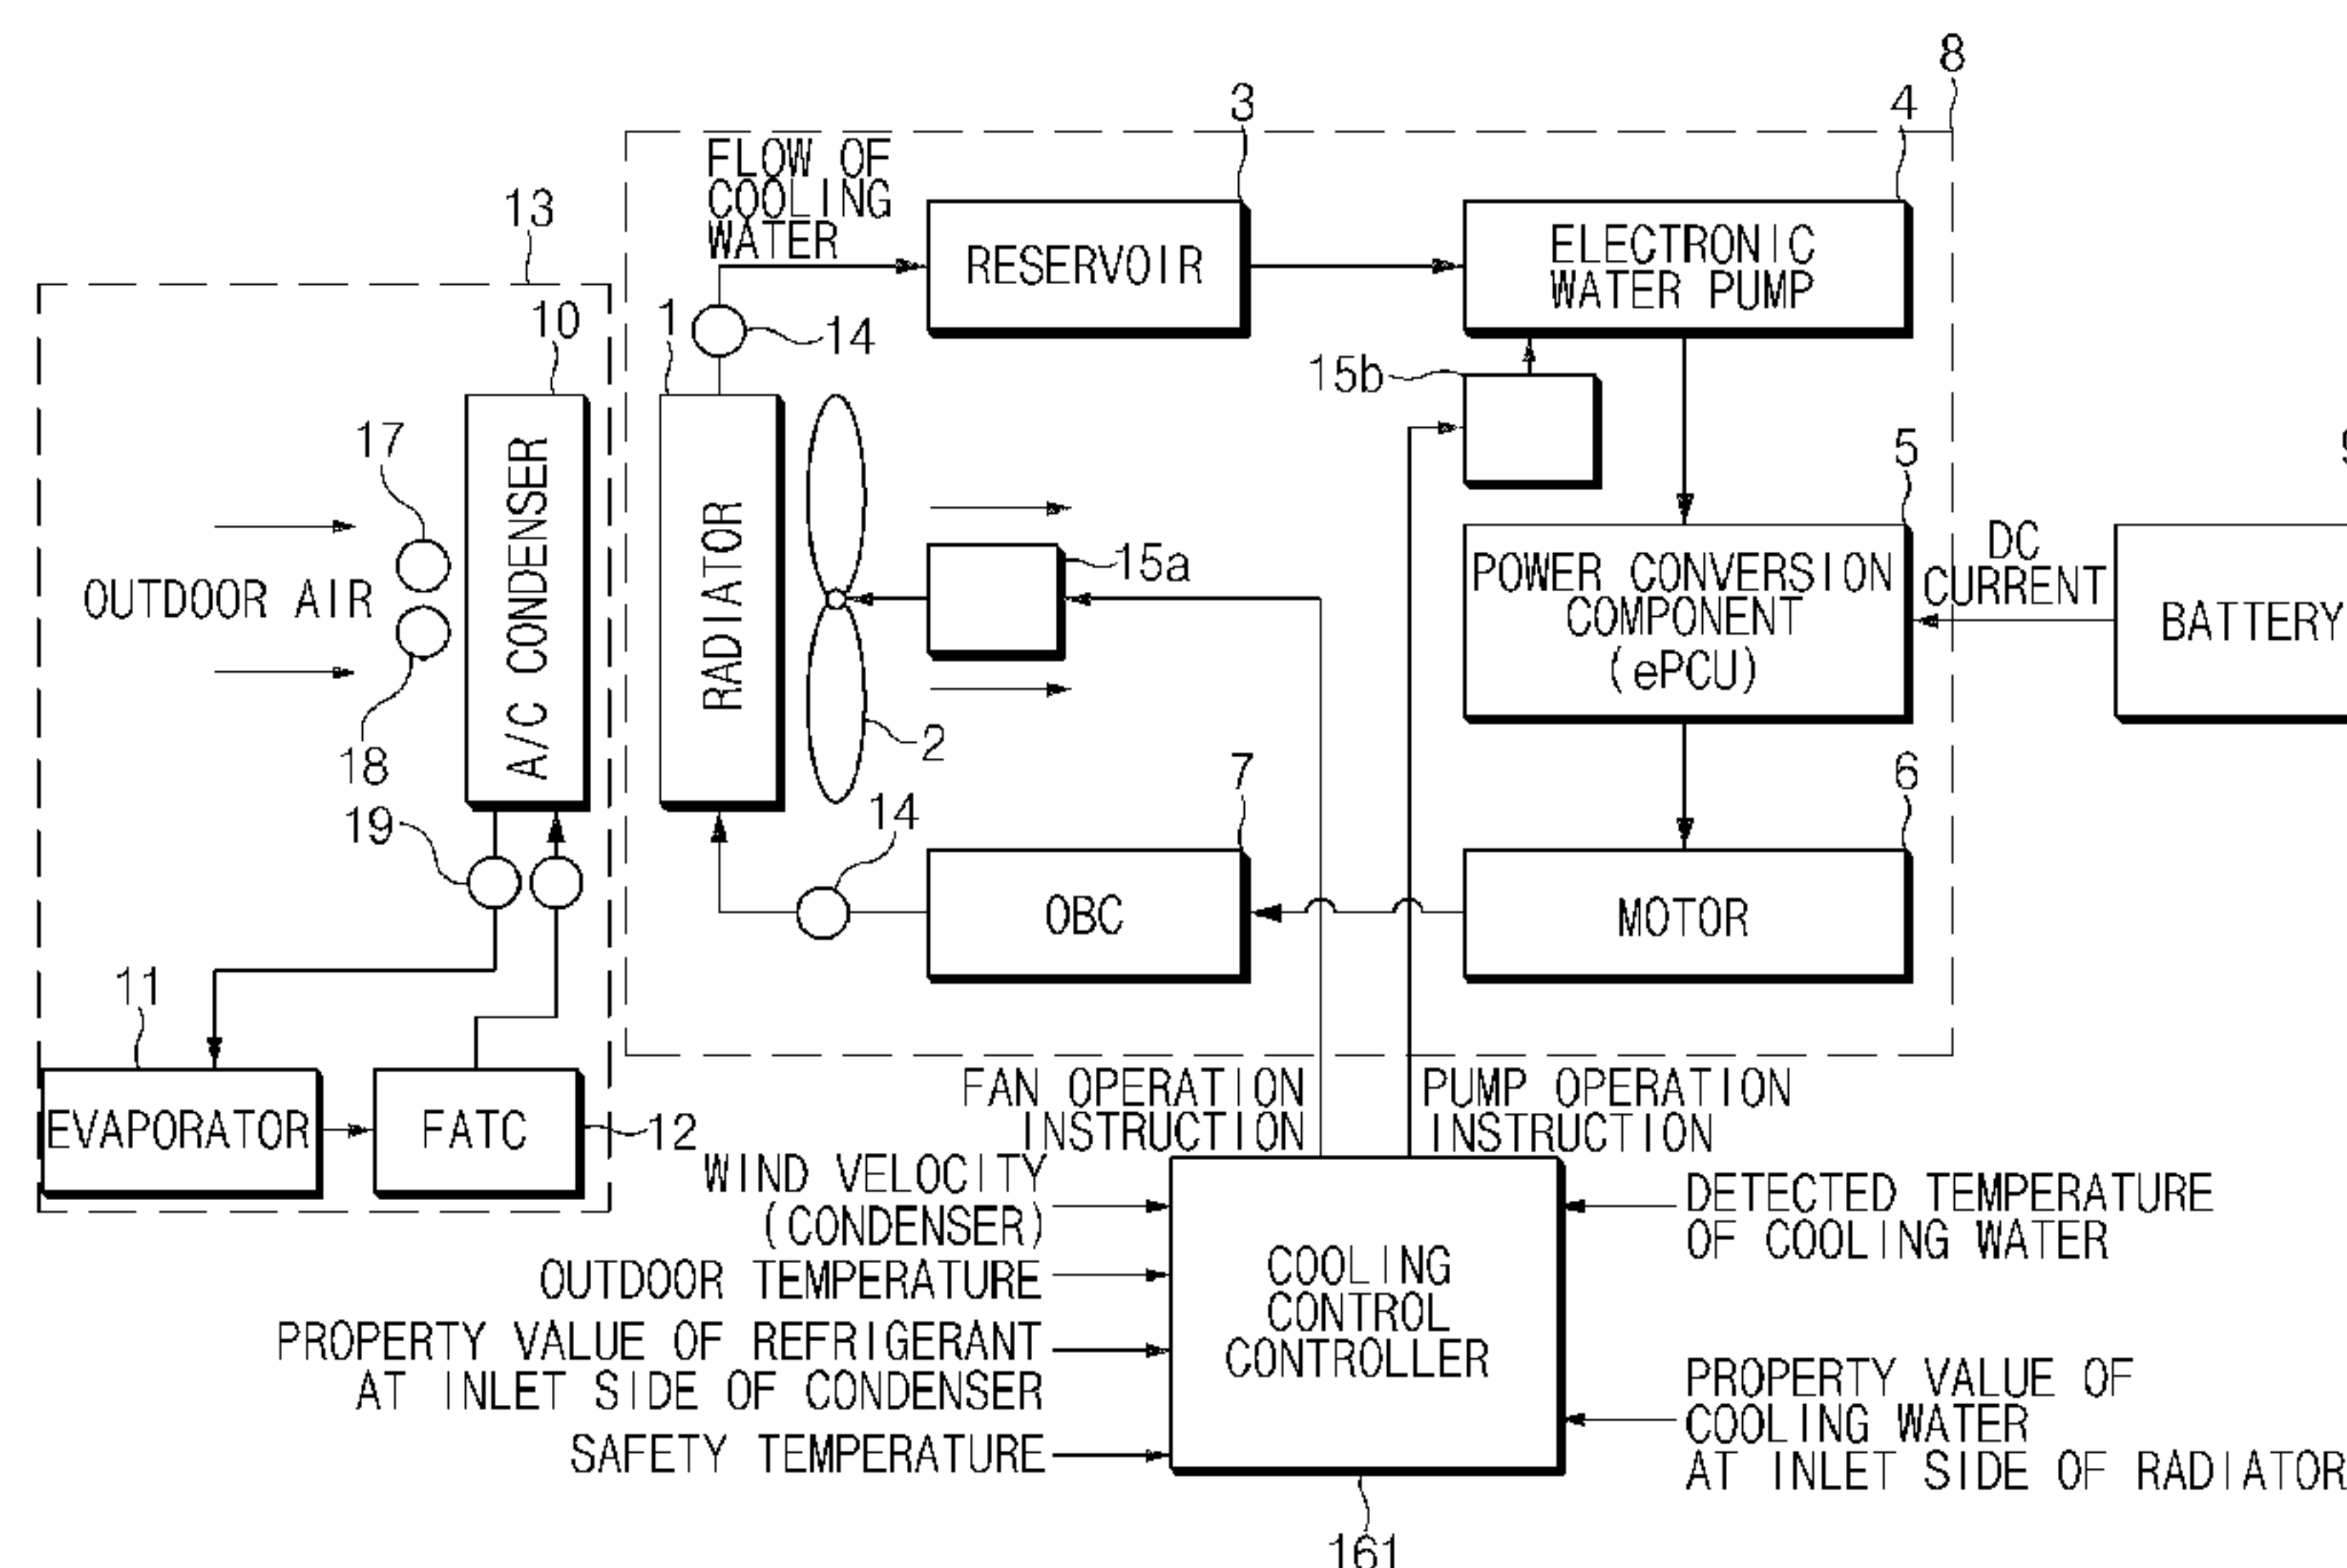 8
3
4
FLOW OF
COOLING
WATER
13
RESERVOIR
ELECTRONIC
WATER PUMP
10
1
14
15b
17
5
A/C CONDENSER
RADIATOR
15a
OUTDOOR AIR
POWER CONVERSION
COMPONENT
(ePCU)
DC
CURRENT
BATTERY
18
2
7
6
19
14
OBC
MOTOR
11
EVAPORATOR
FATC
12
FAN OPERATION
INSTRUCTION
PUMP OPERATION
INSTRUCTION
WIND VELOCITY
(CONDENSER)
OUTDOOR TEMPERATURE
PROPERTY VALUE OF REFRIGERANT
AT INLET SIDE OF CONDENSER
SAFETY TEMPERATURE
COOLING
CONTROL
CONTROLLER
DETECTED TEMPERATURE
OF COOLING WATER
PROPERTY VALUE OF
COOLING WATER
AT INLET SIDE OF RADIATOR
161